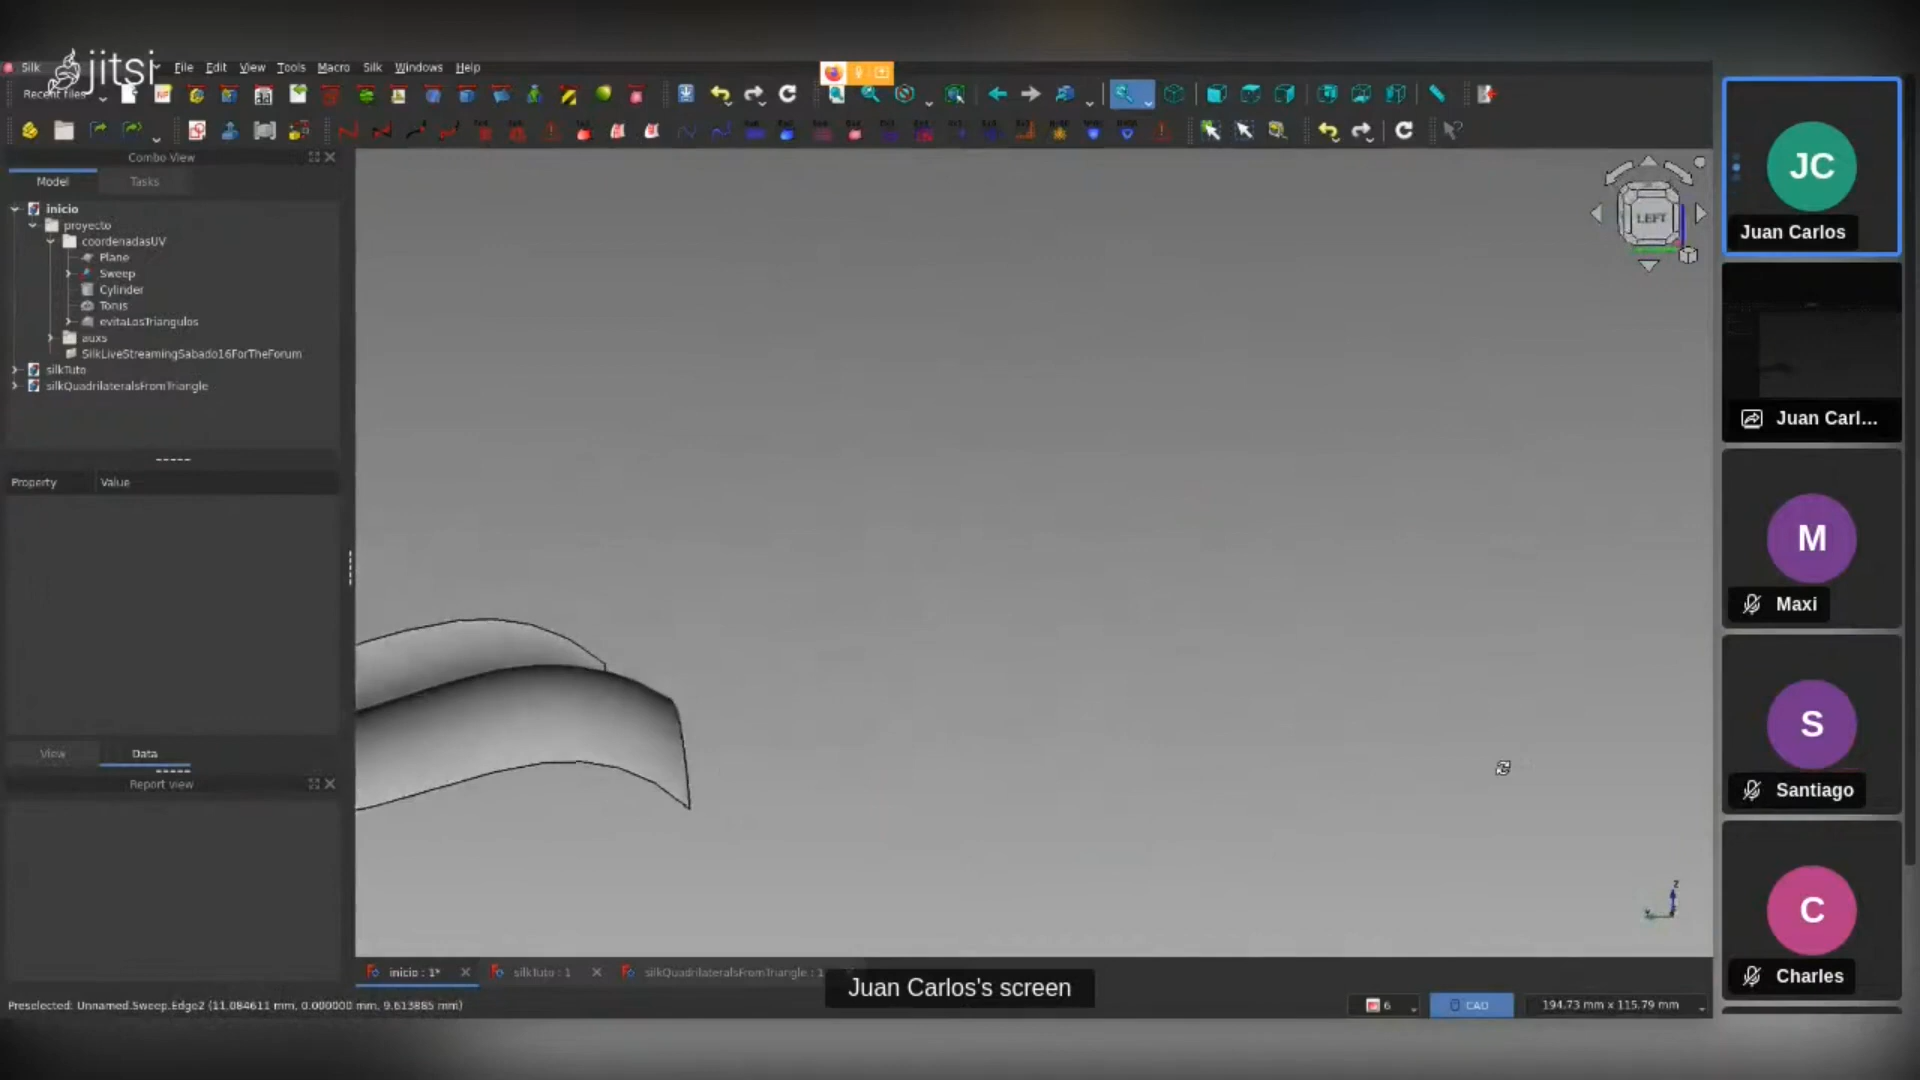 jitsi
Silk File Edit View Tools Macro Silk Windows Help
Recent files
Combo View
Model Tasks
inicio
proyecto
coordenadasUV
Plane
Sweep
Cylinder
Torus
evitaLosTriangulos
auxs
SilkLiveStreamingSabado16ForTheForum
silkTuto
silkQuadrilateralsFromTriangle
Property Value
View Data
Report view
LEFT
Z
inicio : 1* silkTuto : 1 silkQuadrilateralsFromTriangle : 1
Juan Carlos's screen
Preselected: Unnamed.Sweep.Edge2 (11.084611 mm, 0.000000 mm, 9.613885 mm)
6 CAD 194.73 mm x 115.79 mm
JC
Juan Carlos
Juan Carl...
M
Maxi
S
Santiago
C
Charles